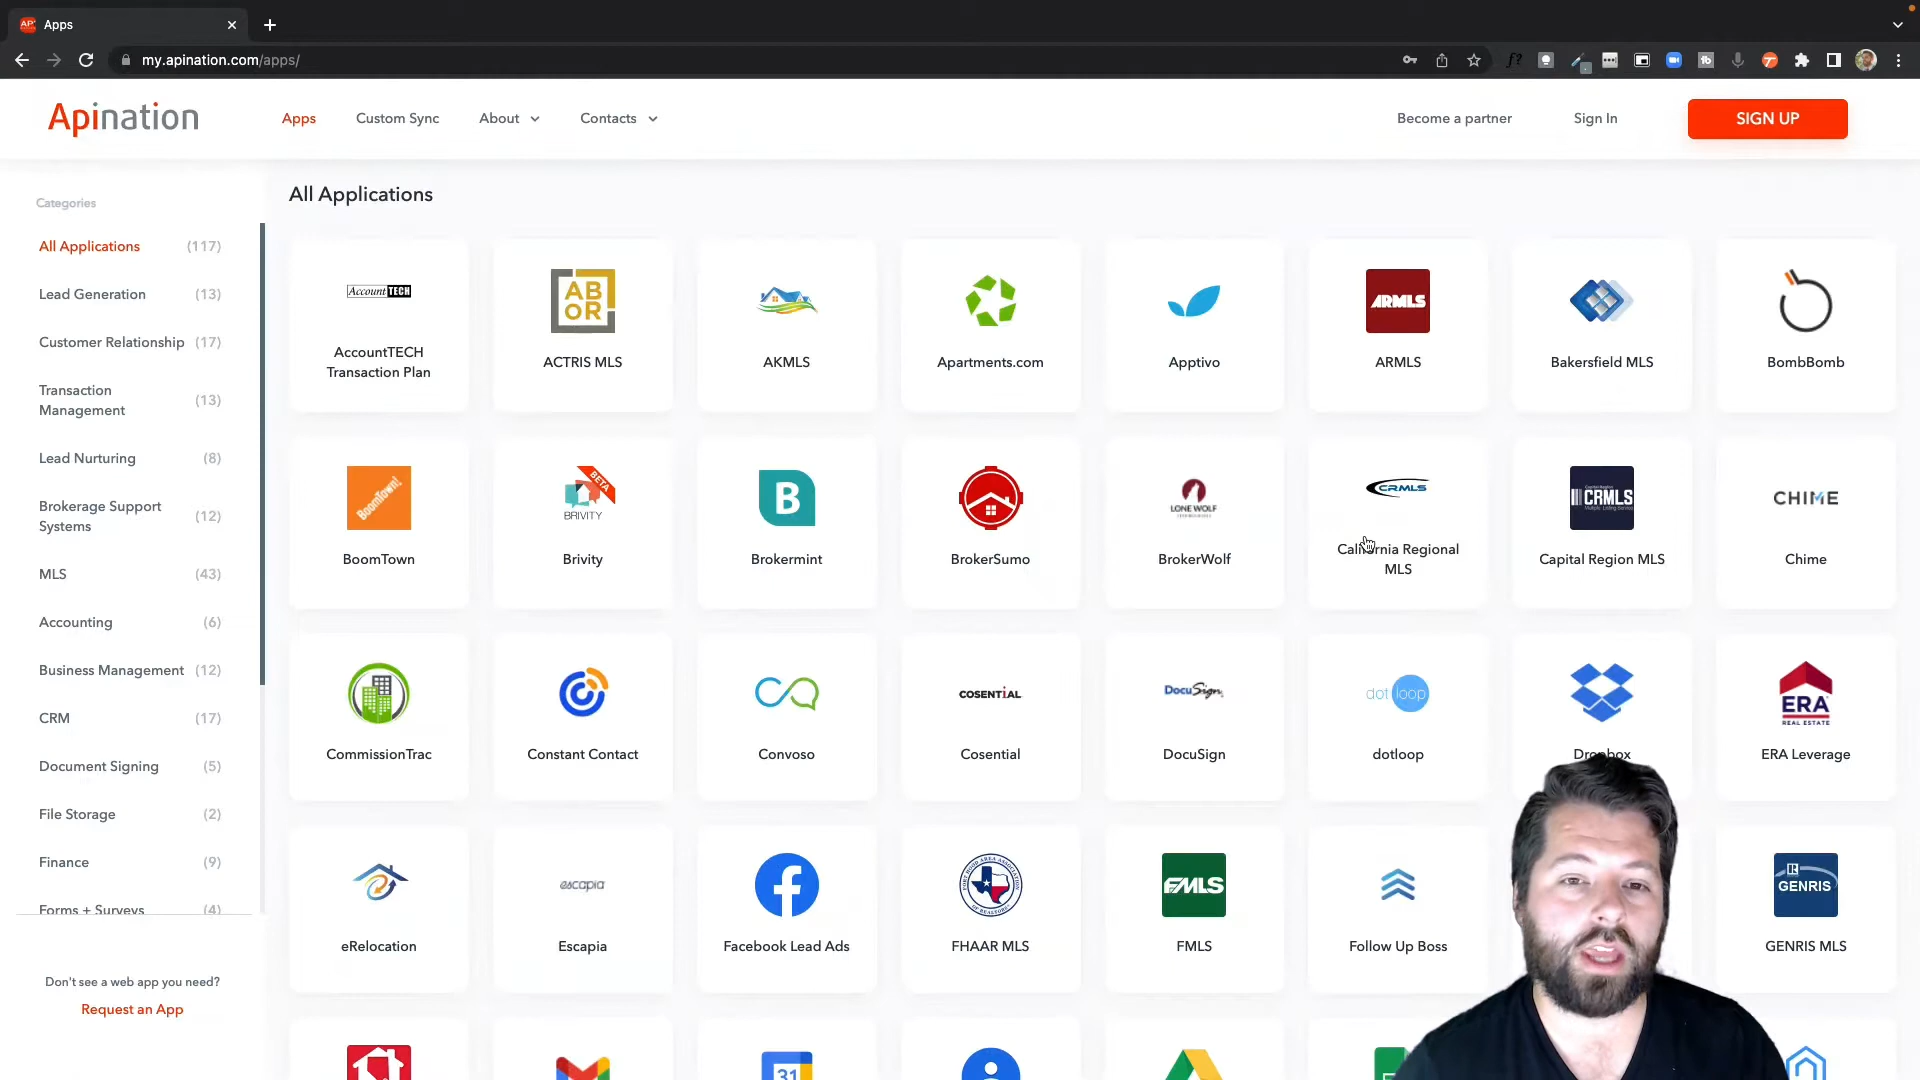 Apps
my.apination.com/apps/
Apination
Apps
Custom Sync
About
Contacts
Become a partner
Sign In
SIGN UP
Categories
All Applications (117)
Lead Generation (13)
Customer Relationship (17)
Transaction
Management (13)
Lead Nurturing (8)
Brokerage Support
Systems (12)
MLS (43)
Accounting (6)
Business Management (12)
CRM (17)
Document Signing (5)
File Storage (2)
Finance (9)
Forms + Surveys (4)
Don't see a web app you need?
Request an App
All Applications
AccountTECH
AccountTECH
Transaction Plan
AB
OR
ACTRIS MLS
AKMLS
Apartments.com
Apptivo
ARMLS
ARMLS
Bakersfield MLS
BombBomb
BoomTown!
BoomTown
BETA
BRIVITY
Brivity
B
Brokermint
BrokerSumo
LONE WOLF
BrokerWolf
CRMLS
California Regional
MLS
CRMLS
Capital Region MLS
CHIME
Chime
CommissionTrac
Constant Contact
Convoso
COSENTIAL
Cosential
DocuSign
DocuSign
dotloop
dotloop
Dropbox
ERA
REAL ESTATE
ERA Leverage
eRelocation
escapia
Escapia
Facebook Lead Ads
FHAAR MLS
FMLS
FMLS
Follow Up Boss
GENRIS
GENRIS MLS
31